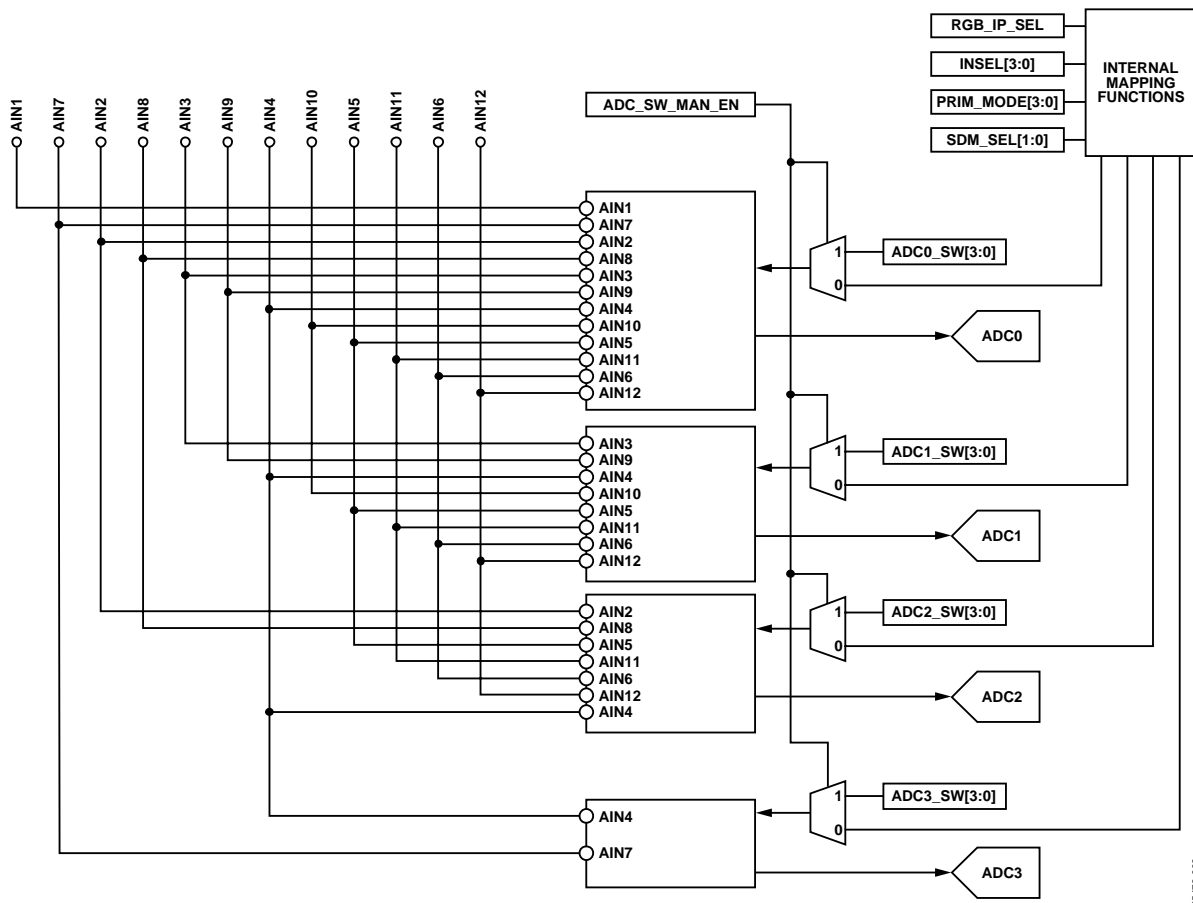 RGB_IP_SEL
INSEL[3:0]
PRIM_MODE[3:0]
SDM_SEL[1:0]
INTERNAL
MAPPING
FUNCTIONS
AIN1
AIN7
AIN2
AIN8
AIN3
AIN9
AIN4
AIN10
AIN5
AIN11
AIN6
AIN12
ADC_SW_MAN_EN
AIN1
AIN7
AIN2
AIN8
AIN3
AIN9
AIN4
AIN10
AIN5
AIN11
AIN6
AIN12
1
0
ADC0_SW[3:0]
ADC0
AIN3
AIN9
AIN4
AIN10
AIN5
AIN11
AIN6
AIN12
1
0
ADC1_SW[3:0]
ADC1
AIN2
AIN8
AIN5
AIN11
AIN6
AIN12
AIN4
1
0
ADC2_SW[3:0]
ADC2
AIN4
AIN7
1
0
ADC3_SW[3:0]
ADC3